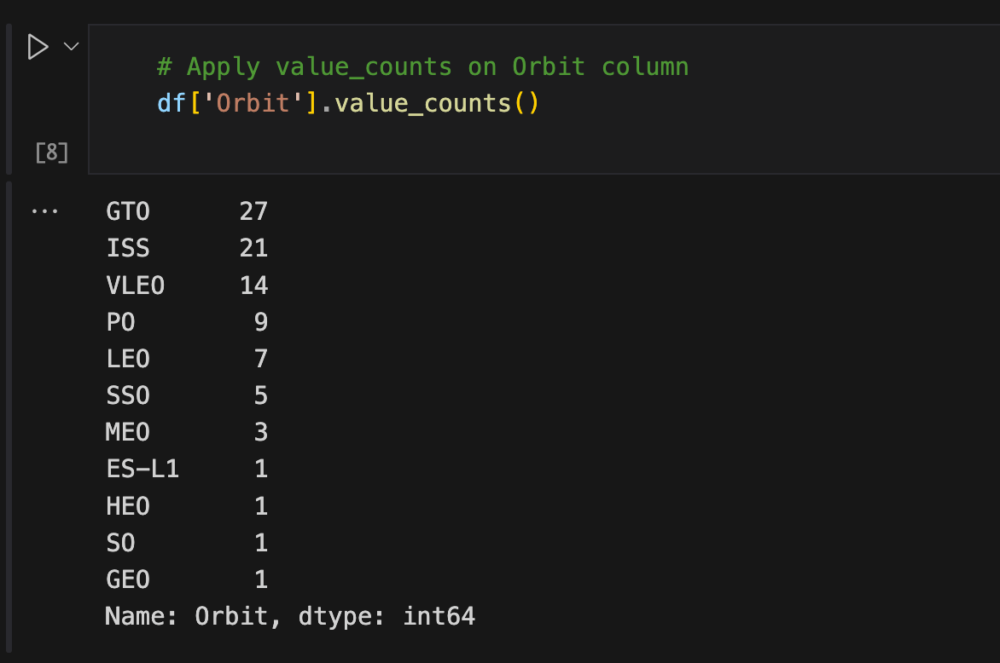 # Apply value_counts on Orbit column
df['Orbit'].value_counts()
[8]
...
GTO 27
ISS 21
VLEO 14
PO 9
LEO 7
SSO 5
MEO 3
ES-L1 1
HEO 1
SO 1
GEO 1
Name: Orbit, dtype: int64